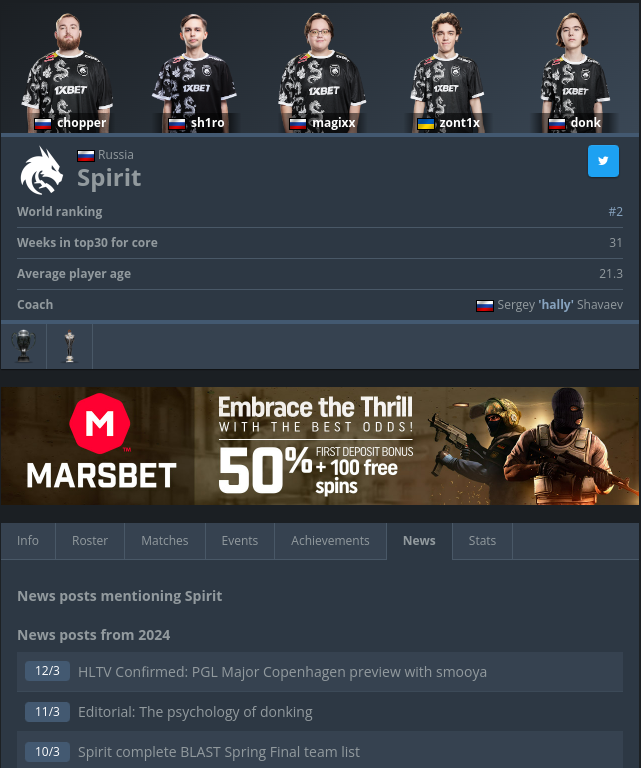 1XBET
1XBET
1XBET
1XBET
1XBET
chopper
sh1ro
magixx
zont1x
donk
Russia
Spirit
World ranking
#2
Weeks in top30 for core
31
Average player age
21.3
Coach
Sergey 'hally' Shavaev
M
TM
MARSBET
Embrace the Thrill
WITH THE BEST ODDS!
50%
FIRST DEPOSIT BONUS
+ 100 free
spins
Info
Roster
Matches
Events
Achievements
News
Stats
News posts mentioning Spirit
News posts from 2024
12/3 HLTV Confirmed: PGL Major Copenhagen preview with smooya
11/3 Editorial: The psychology of donking
10/3 Spirit complete BLAST Spring Final team list